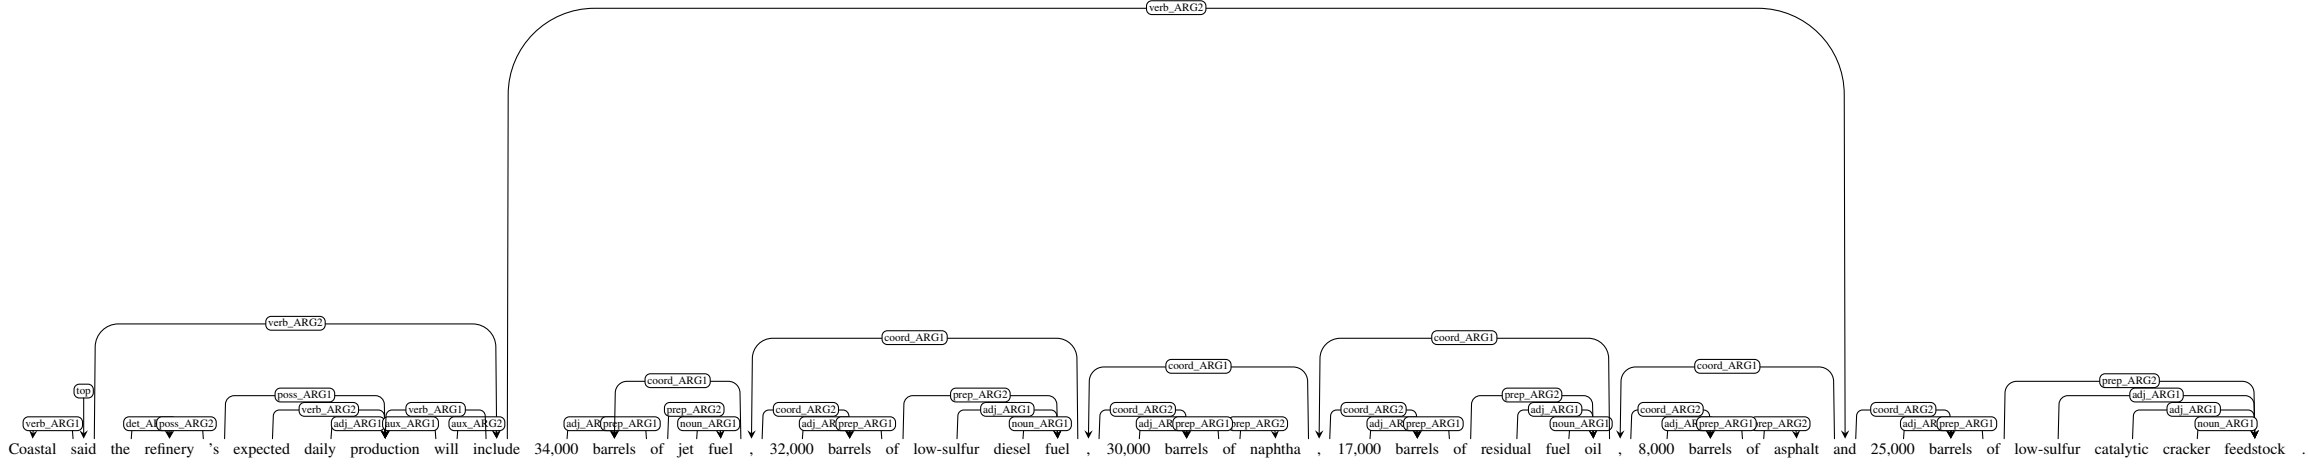 verb_ARG2
verb_ARG2
coord_ARG1 coord_ARG1
coord_ARG1 coord_ARG1
coord_ARG1 prep_ARG2
top poss_ARG1 prep_ARG2 prep_ARG2 adj_ARG1
verb_ARG2 verb_ARG1 prep_ARG2 coord_ARG2 adj_ARG1 coord_ARG2 coord_ARG2 adj_ARG1 coord_ARG2 coord_ARG2 adj_ARG1
verb_ARG1 poss_ARG2 adj_ARG1 aux_ARG1 aux_ARG2 prep_ARG1 noun_ARG1 prep_ARG1 noun_ARG1 prep_ARG1 prep_ARG1 noun_ARG1 prep_ARG1 prep_ARG1 noun_ARG1
Coastal said the refinery 's expected daily production will include 34,000 barrels of jet fuel , 32,000 barrels of low-sulfur diesel fuel , 30,000 barrels of naphtha , 17,000 barrels of residual fuel oil , 8,000 barrels of asphalt and 25,000 barrels of low-sulfur catalytic cracker feedstock .